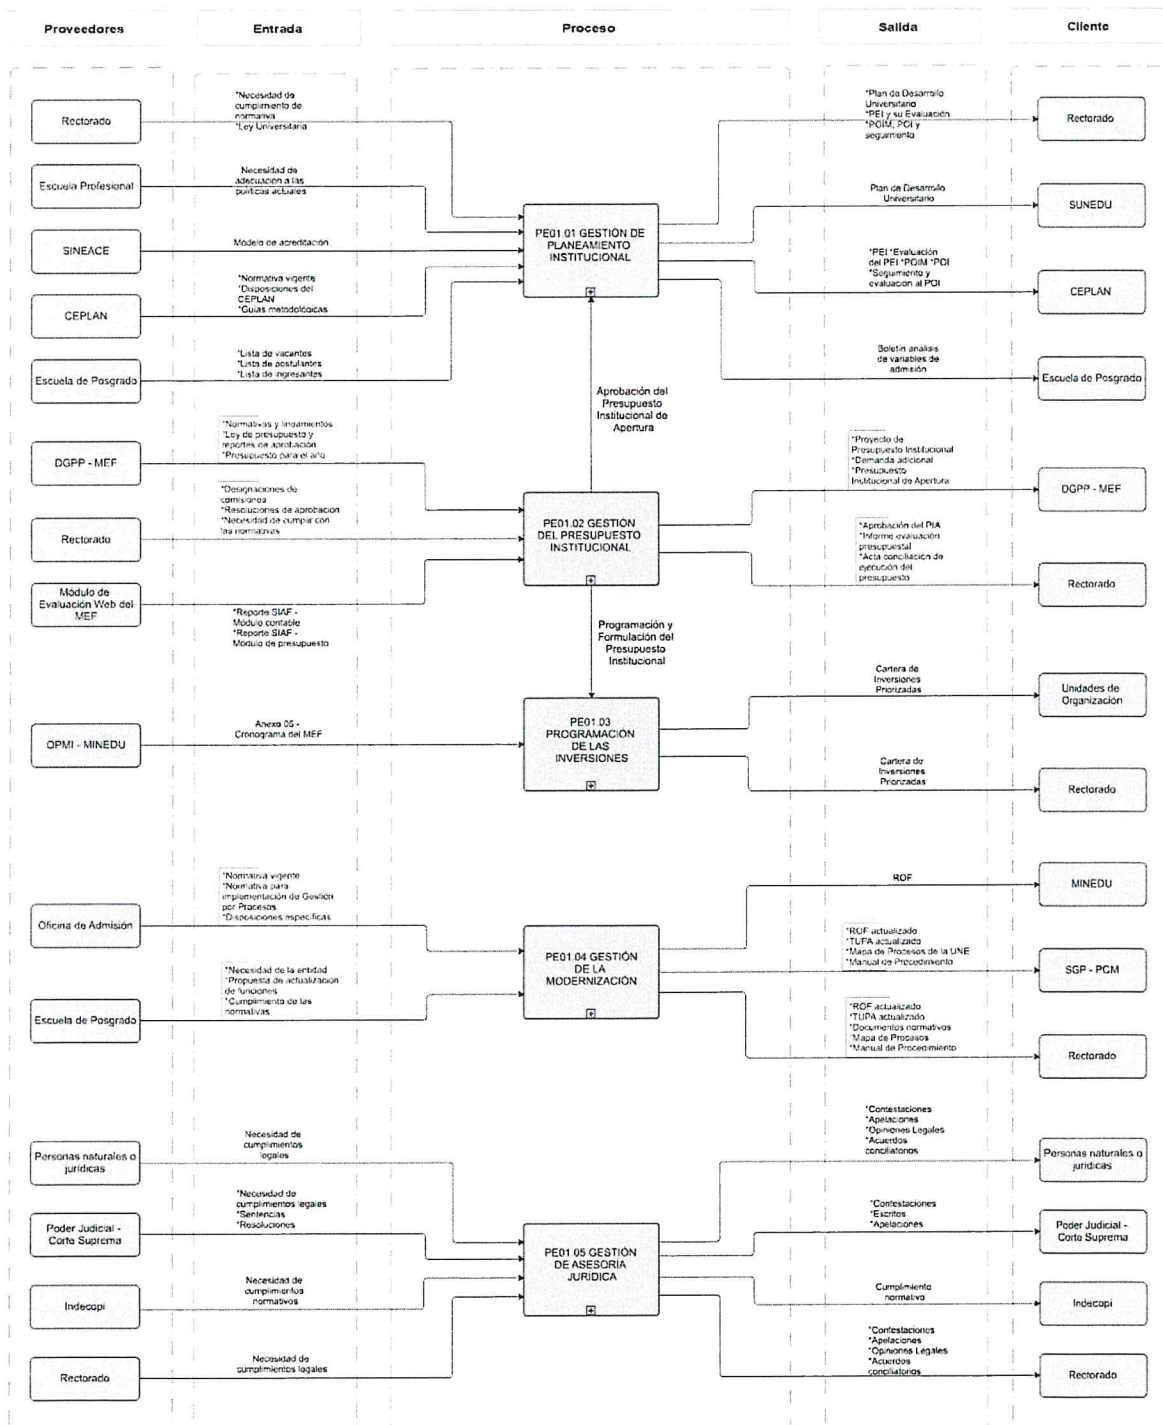 Proveedores
Entrada
Proceso
Salida
Cliente
Rectorado
*Necesidad de
cumplimiento de
normativa
*Ley Universitaria
Escuela Profesional
Necesidad de
adecuación a las
políticas actuales
SINEACE
Modelo de acreditación
CEPLAN
*Normativa vigente
*Disposiciones del
CEPLAN
*Guías metodológicas
Escuela de Posgrado
*Lista de vacantes
*Lista de postulantes
*Lista de ingresantes
PE01.01 GESTIÓN DE
PLANEAMIENTO
INSTITUCIONAL
*Plan de Desarrollo
Universitario
*PEI y su Evaluación
*POIM, POI y
seguimiento
Rectorado
Plan de Desarrollo
Universitario
SUNEDU
*PEI *Evaluación
del PEI *POIM *POI
*Seguimiento y
evaluación al POI
CEPLAN
Boletín análisis
de variables de
admisión
Escuela de Posgrado
Aprobación del
Presupuesto
Institucional de
Apertura
DGPP - MEF
*Normativas y lineamientos
*Ley de presupuesto y
reportes de aprobación
*Presupuesto para el año
Rectorado
*Designaciones de
comisiones
*Resoluciones de aprobación
*Necesidad de cumplir con
las normativas
Módulo de
Evaluación Web del
MEF
*Reporte SIAF -
Módulo contable
*Reporte SIAF -
Módulo de presupuesto
PE01.02 GESTIÓN
DEL PRESUPUESTO
INSTITUCIONAL
*Proyecto de
Presupuesto Institucional
*Demanda adicional
*Presupuesto
Institucional de Apertura
DGPP - MEF
*Aprobación del PIA
*Informe evaluación
presupuestal
*Acta conciliación de
ejecución del
presupuesto
Rectorado
Programación y
Formulación del
Presupuesto
Institucional
OPMI - MINEDU
Anexo 05 -
Cronograma del MEF
PE01.03
PROGRAMACIÓN
DE LAS
INVERSIONES
Cartera de
Inversiones
Priorizadas
Unidades de
Organización
Cartera de
Inversiones
Priorizadas
Rectorado
Oficina de Admisión
*Normativa vigente
*Normativa para
implementación de Gestión
por Procesos
*Disposiciones específicas
Escuela de Posgrado
*Necesidad de la entidad
*Propuesta de actualización
de funciones
*Cumplimiento de las
normativas
PE01.04 GESTIÓN
DE LA
MODERNIZACIÓN
ROF
MINEDU
*ROF actualizado
*TUPA actualizado
*Mapa de Procesos de la UNE
*Manual de Procedimiento
SGP - PCM
*ROF actualizado
*TUPA actualizado
*Documentos normativos
*Mapa de Procesos
*Manual de Procedimiento
Rectorado
Personas naturales o
jurídicas
Necesidad de
cumplimientos
legales
Poder Judicial -
Corte Suprema
*Necesidad de
cumplimientos legales
*Sentencias
*Resoluciones
Indecopi
Necesidad de
cumplimientos
normativos
Rectorado
Necesidad de
cumplimientos legales
PE01.05 GESTIÓN
DE ASESORÍA
JURÍDICA
*Contestaciones
*Apelaciones
*Opiniones Legales
*Acuerdos
conciliatorios
Personas naturales o
jurídicas
*Contestaciones
*Escritos
*Apelaciones
Poder Judicial -
Corte Suprema
Cumplimiento
normativo
Indecopi
*Contestaciones
*Apelaciones
*Opiniones Legales
*Acuerdos
conciliatorios
Rectorado